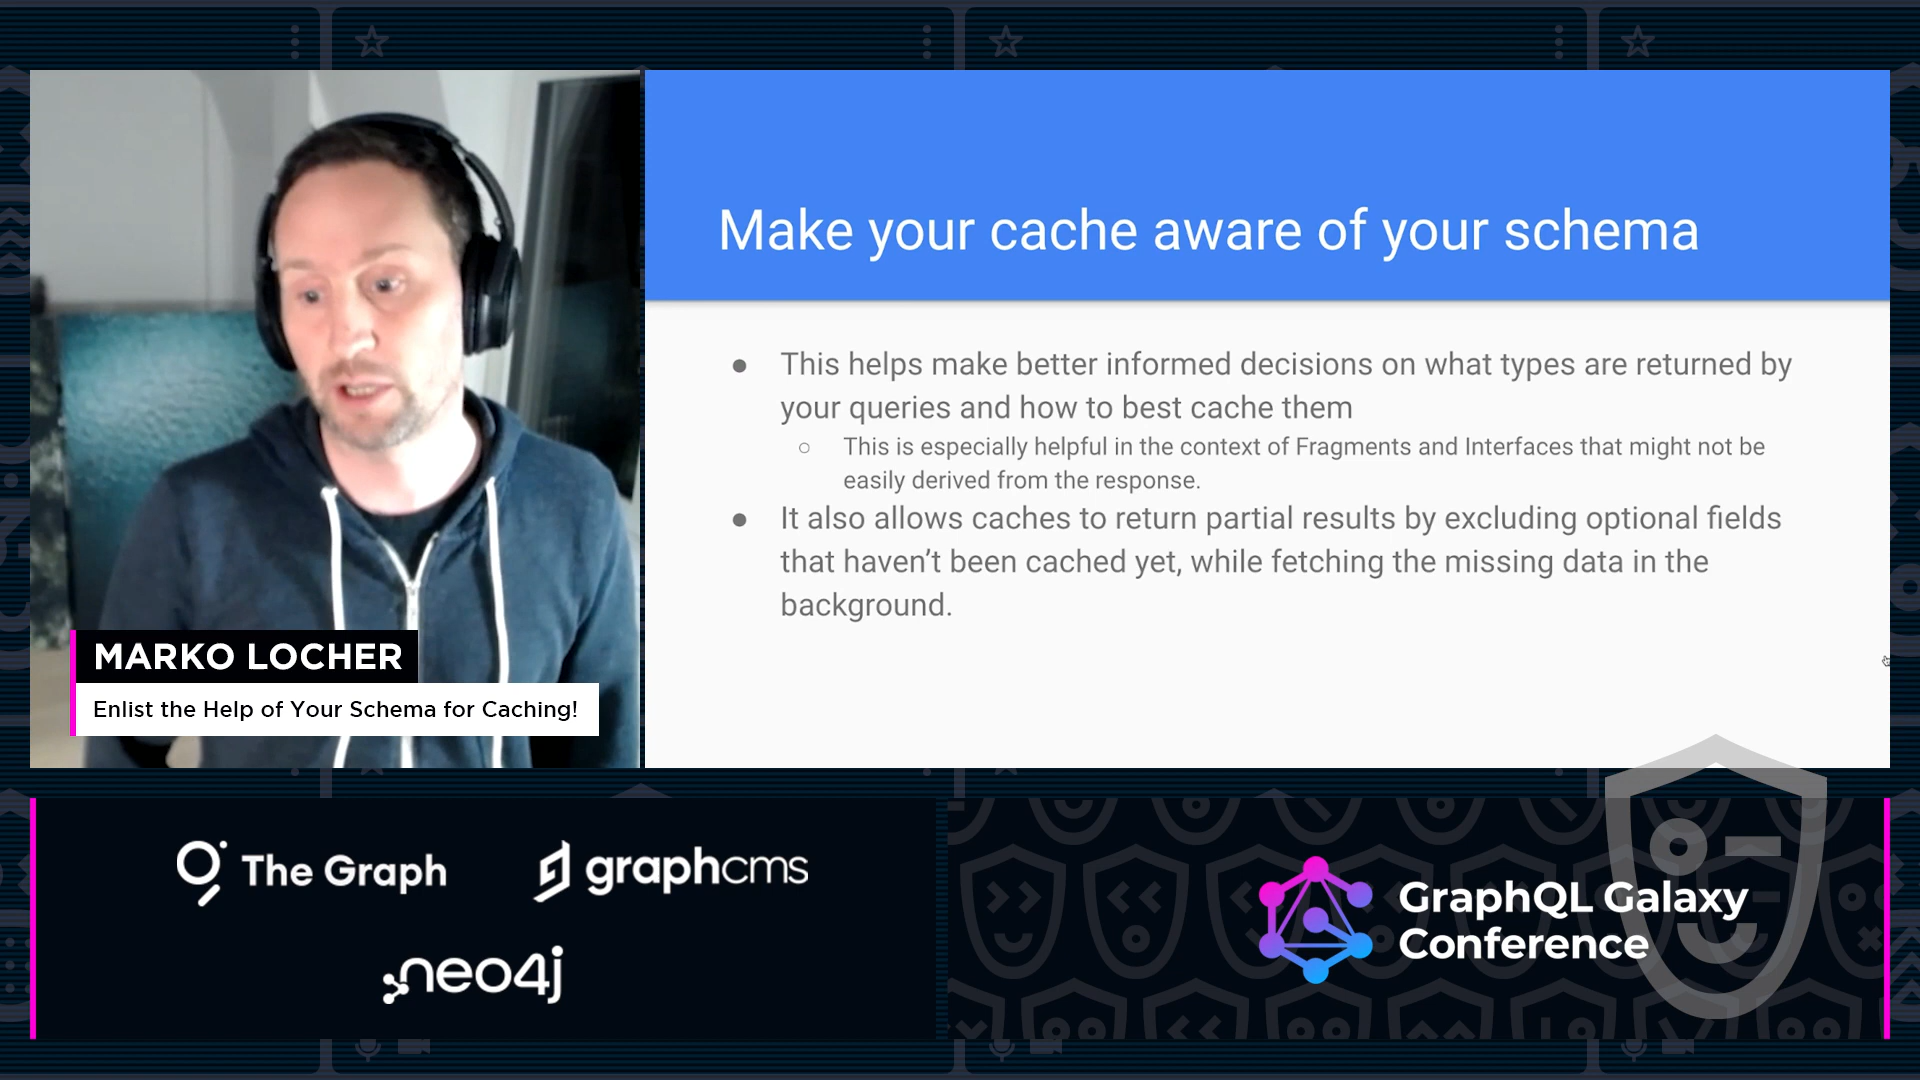 Make your cache aware of your schema
● This helps make better informed decisions on what types are returned by
your queries and how to best cache them
○ This is especially helpful in the context of Fragments and Interfaces that might not be
easily derived from the response.
● It also allows caches to return partial results by excluding optional fields
that haven’t been cached yet, while fetching the missing data in the
background.
MARKO LOCHER
Enlist the Help of Your Schema for Caching!
The Graph
graphcms
neo4j
GraphQL Galaxy
Conference